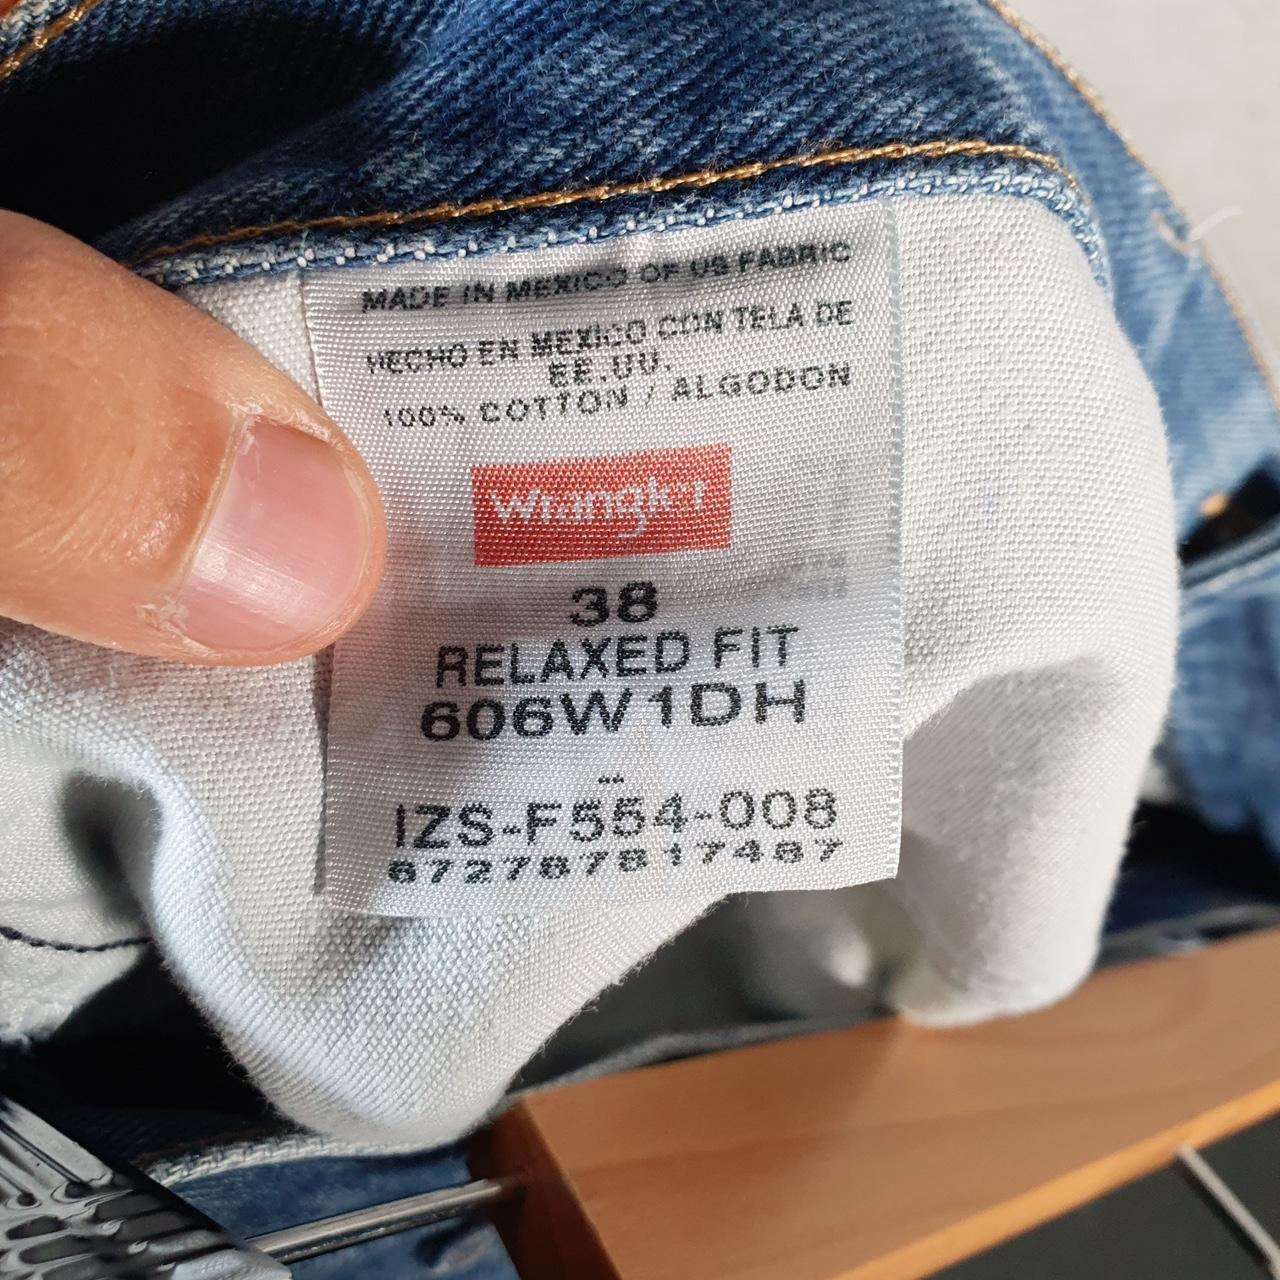 MADE IN MEXICO OF US FABRIC
HECHO EN MEXICO CON TELA DE
EE.UU.
100% COTTON / ALGODON
Wrangler
38
RELAXED FIT
606W1DH
--
IZS-F554-008
872787817487